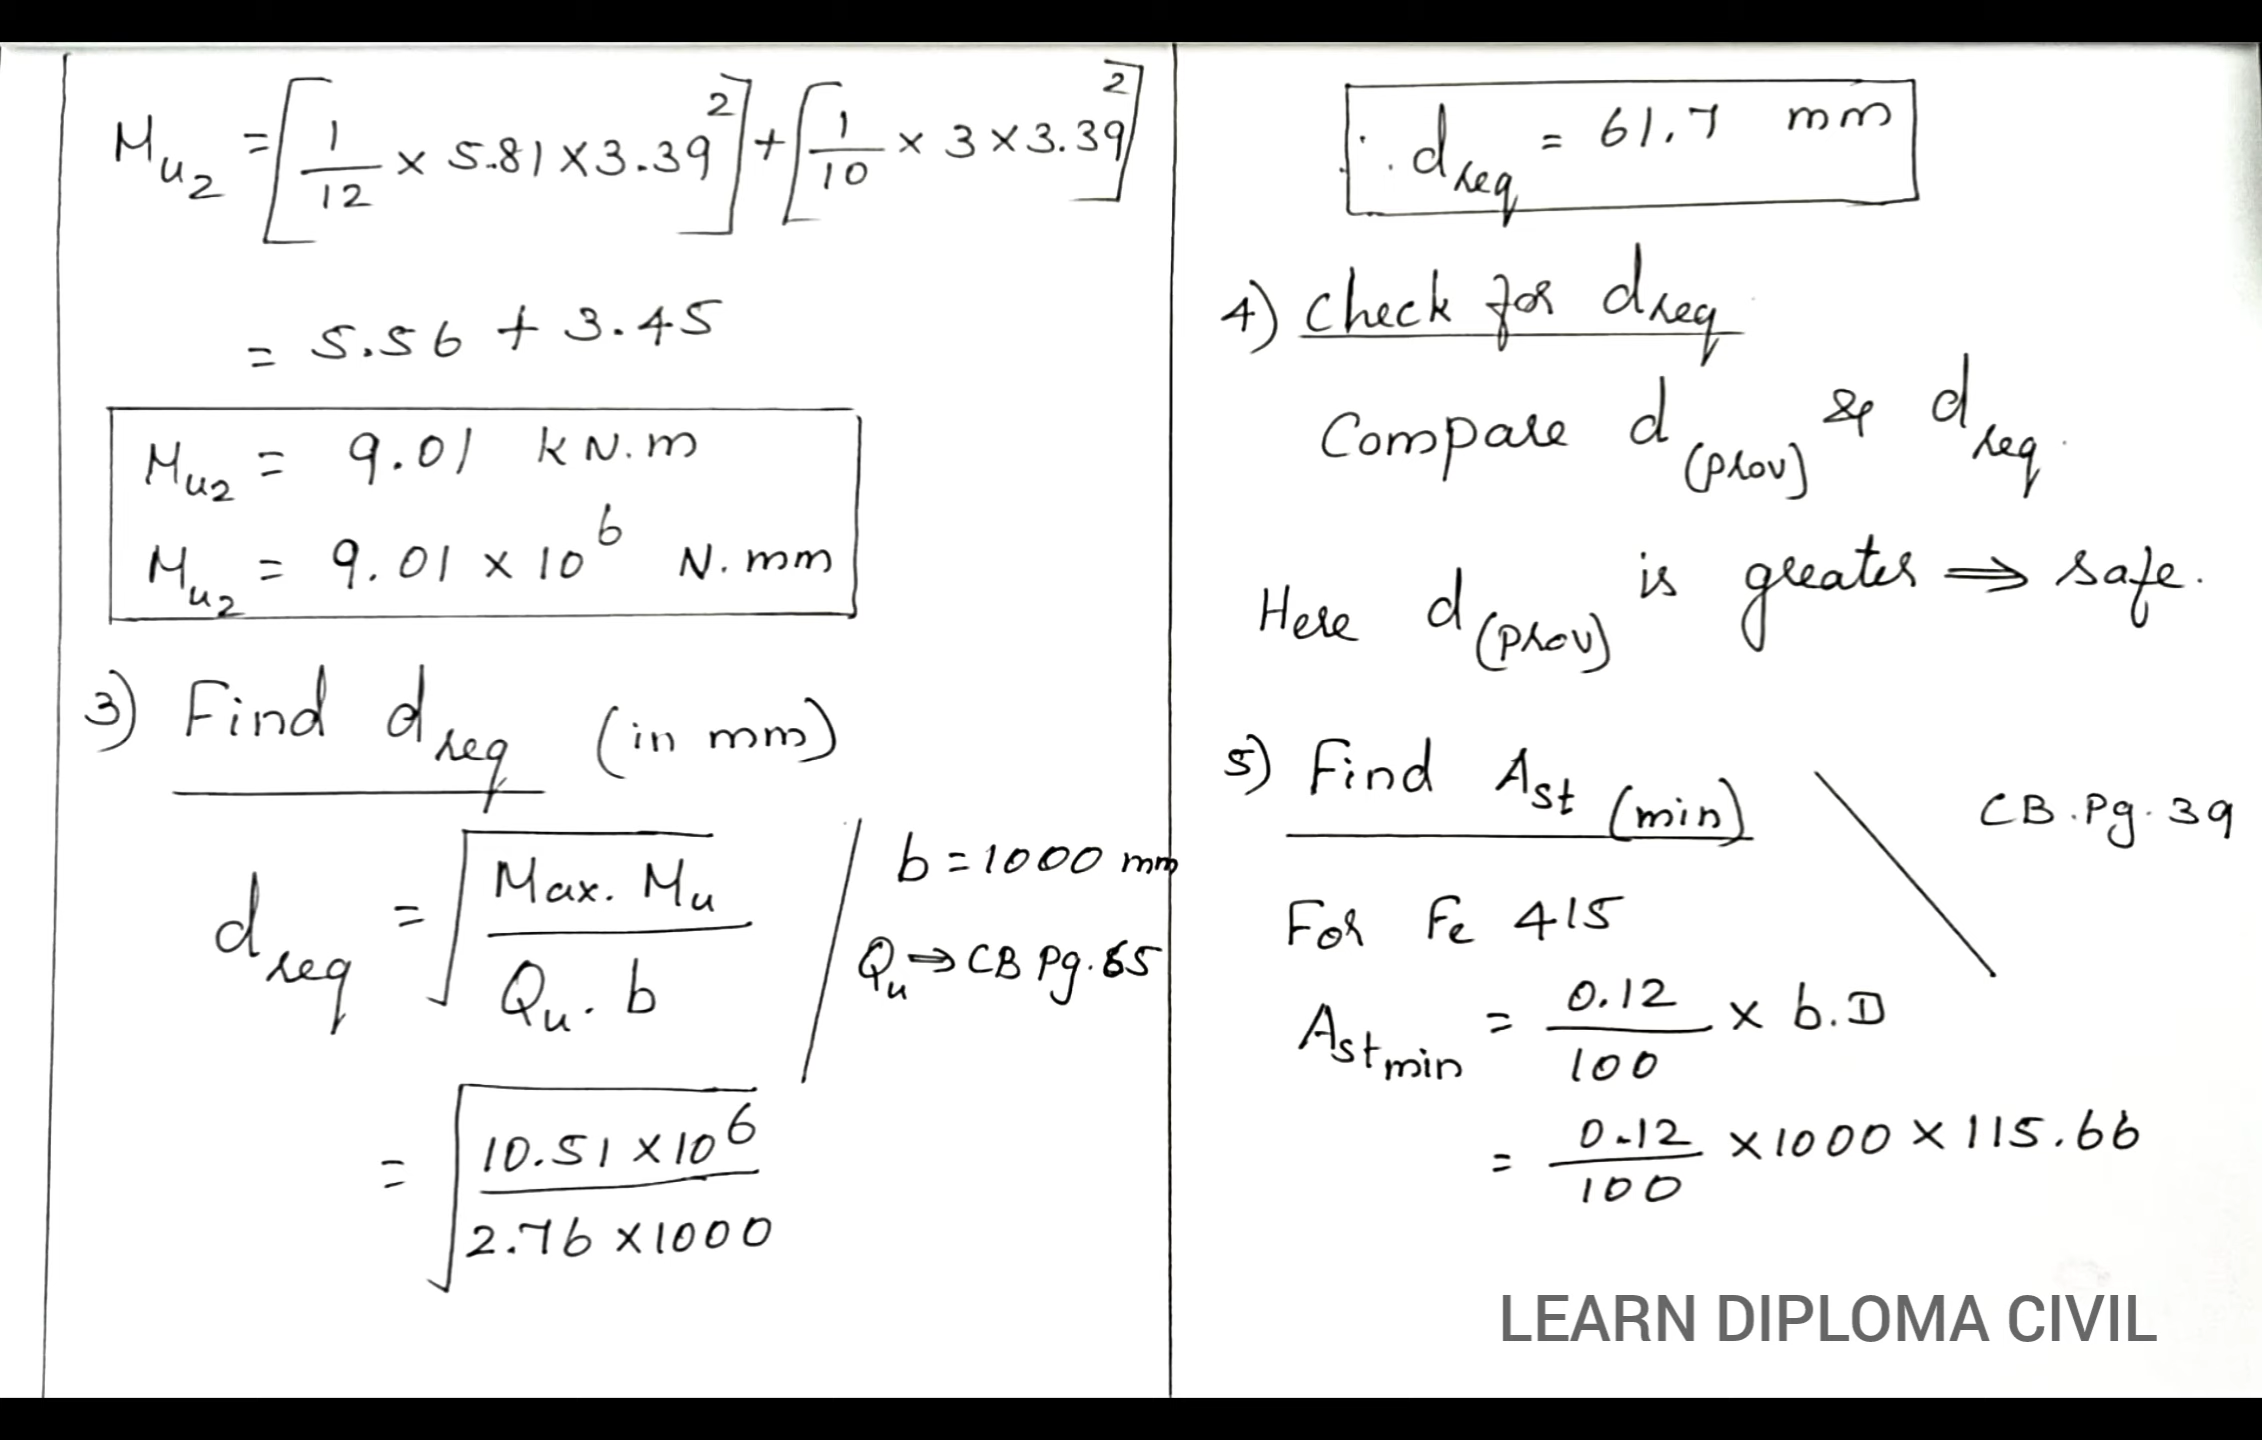 Mu2 = [1/12 × 5.81 × 3.39²] + [1/10 × 3 × 3.39²]
= 5.56 + 3.45
Mu2 = 9.01 kN.m
Mu2 = 9.01 × 10⁶ N.mm
3) Find dreq (in mm)
dreq = √(Max. Mu / Qu. b)
b = 1000 mm
Qu ⇒ CB Pg. 65
= √(10.51 × 10⁶ / 2.76 × 1000)
∴ dreq = 61.7 mm
4) Check for dreq
Compare d(prov) & dreq.
Here d(prov) is greater ⇒ safe.
5) Find Ast (min)
CB.Pg.39
For Fe 415
Astmin = 0.12/100 × b.D
= 0.12/100 × 1000 × 115.66
LEARN DIPLOMA CIVIL